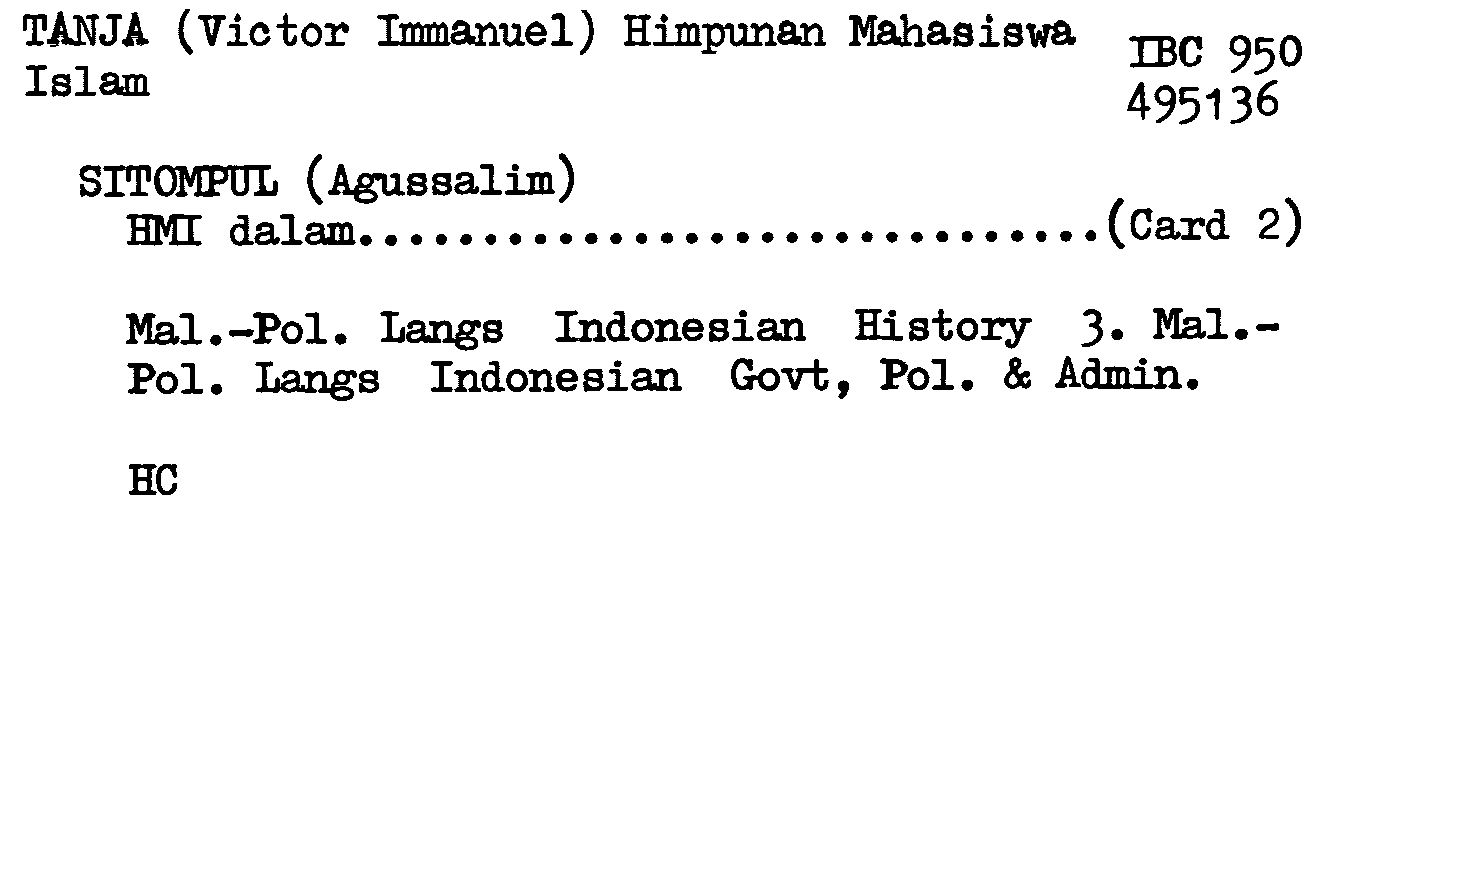 TANJA (Victor Immanuel) Himpunan Mahasiswa
Islam
IBC 950
495136
SITOMPUL (Agussalim)
HMI dalam..............................(Card 2)
Mal.-Pol. Langs Indonesian History 3. Mal.-
Pol. Langs Indonesian Govt, Pol. & Admin.
HC